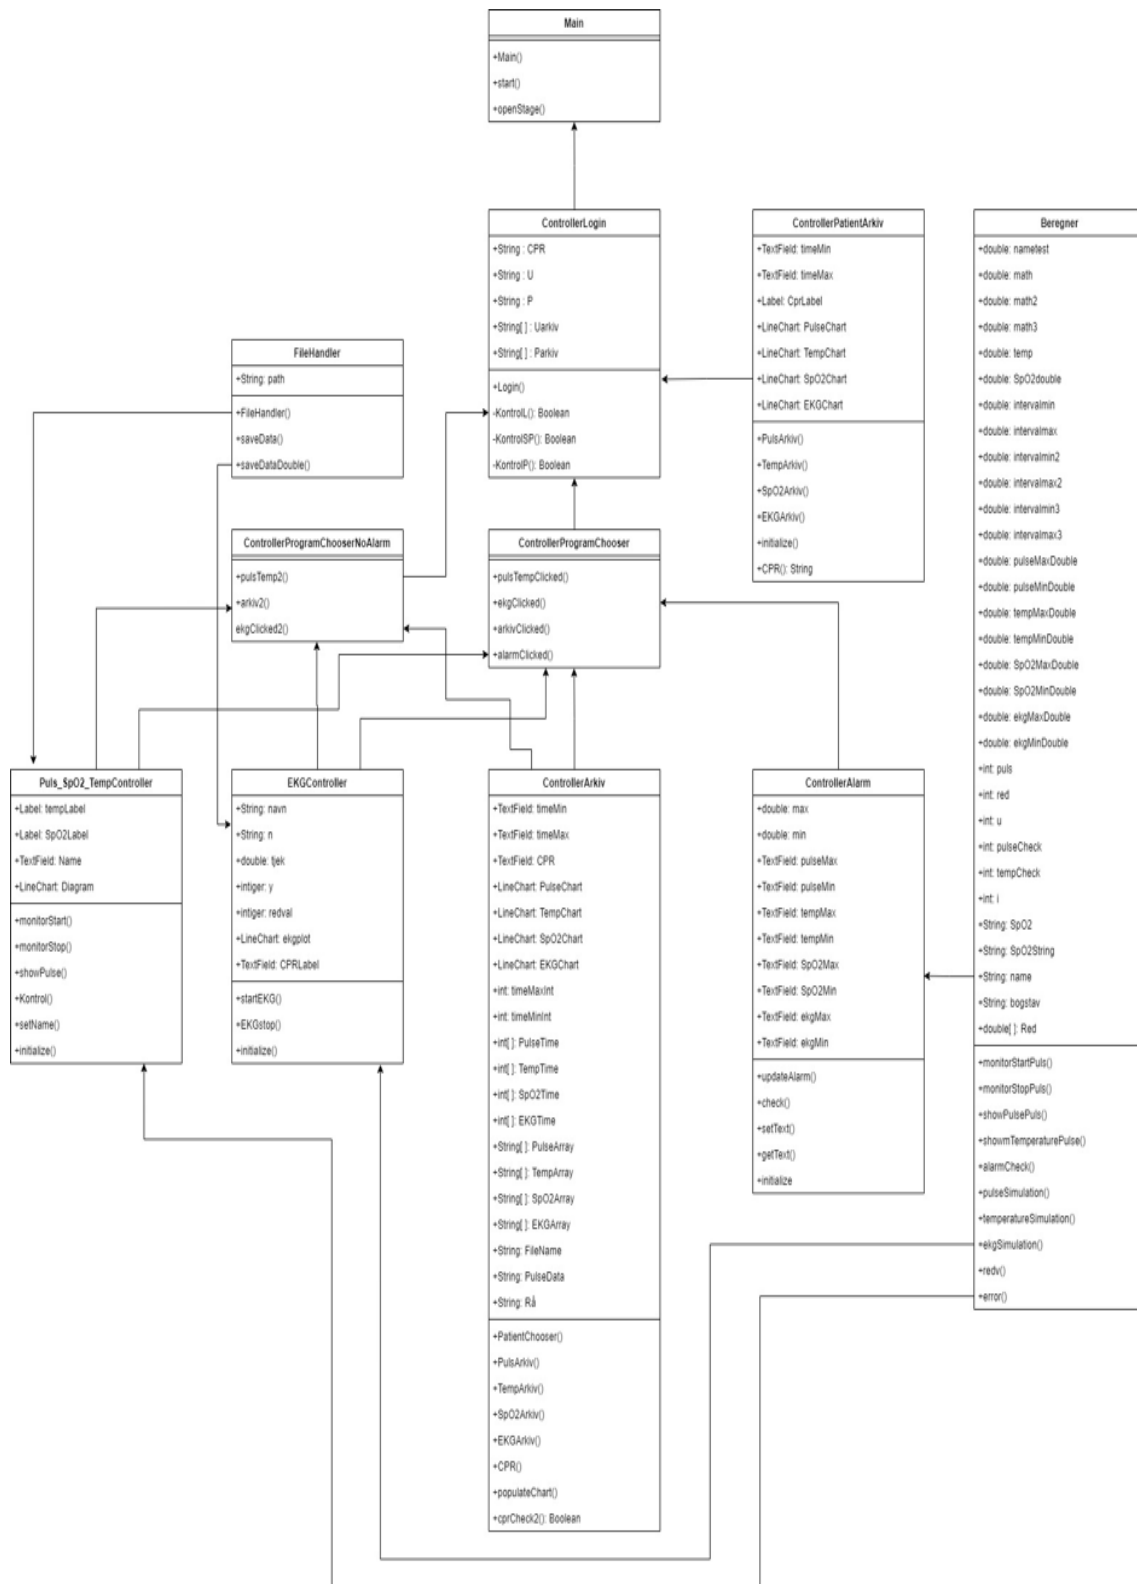 Main
+Main()
+start()
+openStage()
ControllerLogin
+String : CPR
+String : U
+String : P
+String[ ] : Uarkiv
+String[ ] : Parkiv
+Login()
-KontrolL(): Boolean
-KontrolSP(): Boolean
-KontrolP(): Boolean
ControllerPatientArkiv
+TextField: timeMin
+TextField: timeMax
+Label: CprLabel
+LineChart: PulseChart
+LineChart: TempChart
+LineChart: SpO2Chart
+LineChart: EKGChart
+PulsArkiv()
+TempArkiv()
+SpO2Arkiv()
+EKGArkiv()
+initialize()
+CPR(): String
Beregner
+double: nametest
+double: math
+double: math2
+double: math3
+double: temp
+double: SpO2double
+double: intervalmin
+double: intervalmax
+double: intervalmin2
+double: intervalmax2
+double: intervalmin3
+double: intervalmax3
+double: pulseMaxDouble
+double: pulseMinDouble
+double: tempMaxDouble
+double: tempMinDouble
+double: SpO2MaxDouble
+double: SpO2MinDouble
+double: ekgMaxDouble
+double: ekgMinDouble
+int: puls
+int: red
+int: u
+int: pulseCheck
+int: tempCheck
+int: i
+String: SpO2
+String: SpO2String
+String: name
+String: bogstav
+double[ ]: Red
+monitorStartPuls()
+monitorStopPuls()
+showPulsePuls()
+showmTemperaturePulse()
+alarmCheck()
+pulseSimulation()
+temperatureSimulation()
+ekgSimulation()
+redv()
+error()
FileHandler
+String: path
+FileHandler()
+saveData()
+saveDataDouble()
ControllerProgramChooserNoAlarm
+pulsTemp2()
+arkiv2()
ekgClicked2()
ControllerProgramChooser
+pulsTempClicked()
+ekgClicked()
+arkivClicked()
+alarmClicked()
Puls_SpO2_TempController
+Label: tempLabel
+Label: SpO2Label
+TextField: Name
+LineChart: Diagram
+monitorStart()
+monitorStop()
+showPulse()
+Kontrol()
+setName()
+initialize()
EKGController
+String: navn
+String: n
+double: tjek
+intiger: y
+intiger: redval
+LineChart: ekgplot
+TextField: CPRLabel
+startEKG()
+EKGstop()
+initialize()
ControllerArkiv
+TextField: timeMin
+TextField: timeMax
+TextField: CPR
+LineChart: PulseChart
+LineChart: TempChart
+LineChart: SpO2Chart
+LineChart: EKGChart
+int: timeMaxInt
+int: timeMinInt
+int[ ]: PulseTime
+int[ ]: TempTime
+int[ ]: SpO2Time
+int[ ]: EKGTime
+String[ ]: PulseArray
+String[ ]: TempArray
+String[ ]: SpO2Array
+String[ ]: EKGArray
+String: FileName
+String: PulseData
+String: Rå
+PatientChooser()
+PulsArkiv()
+TempArkiv()
+SpO2Arkiv()
+EKGArkiv()
+CPR()
+populateChart()
+cprCheck2(): Boolean
ControllerAlarm
+double: max
+double: min
+TextField: pulseMax
+TextField: pulseMin
+TextField: tempMax
+TextField: tempMin
+TextField: SpO2Max
+TextField: SpO2Min
+TextField: ekgMax
+TextField: ekgMin
+updateAlarm()
+check()
+setText()
+getText()
+initialize